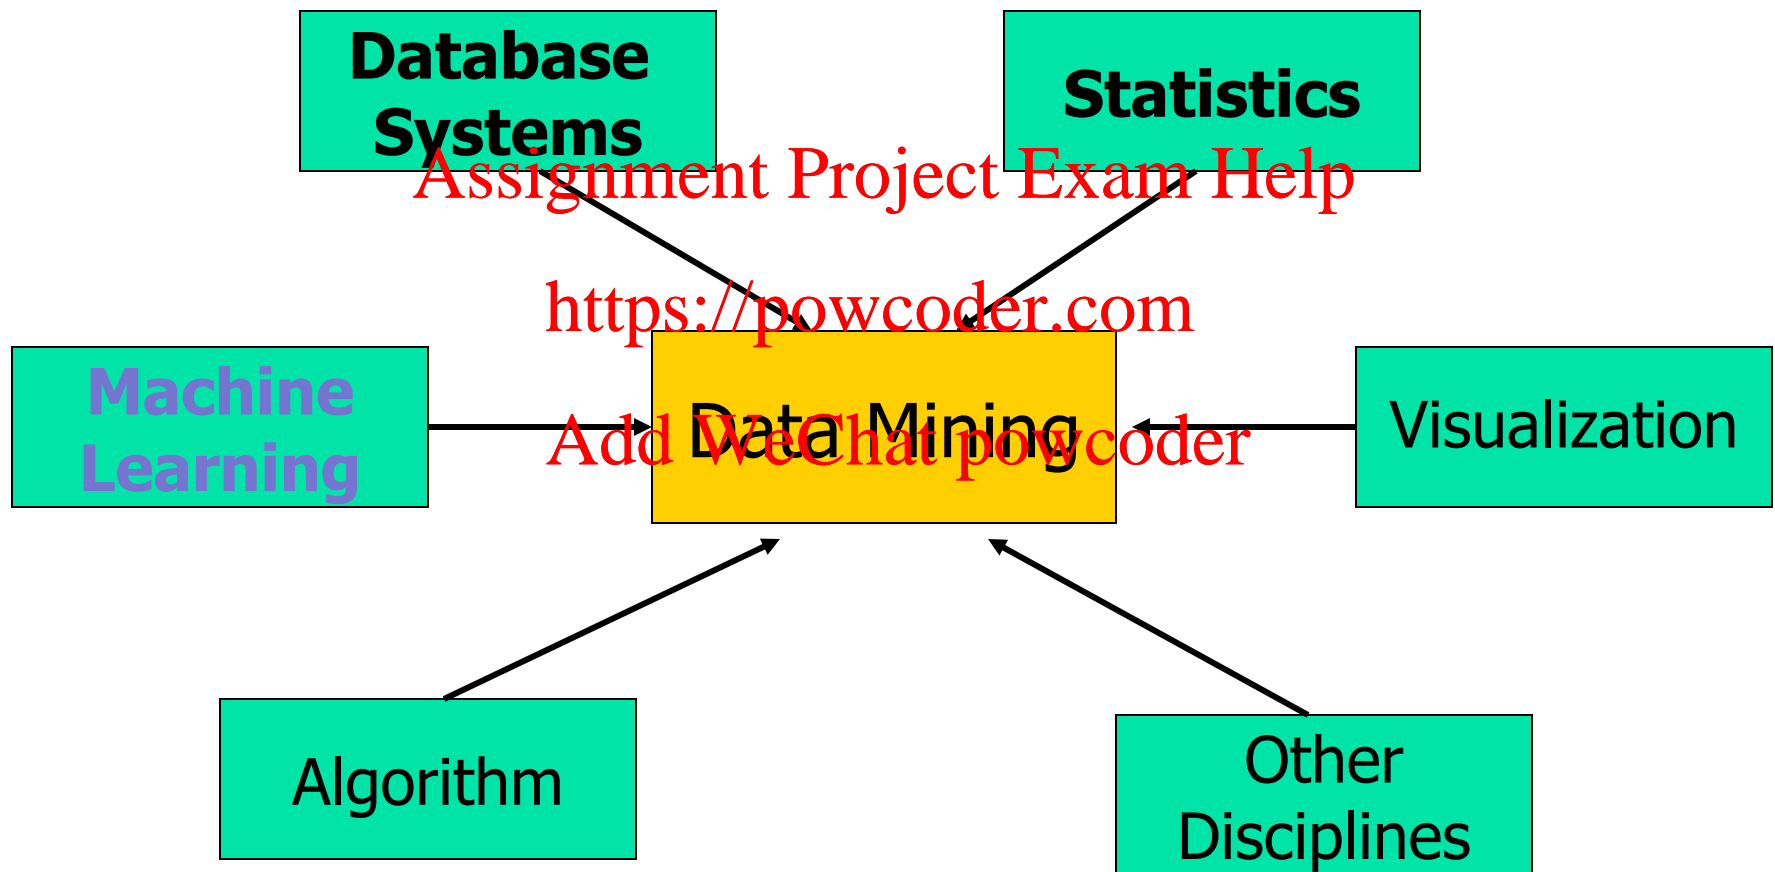 Database
Systems
Statistics
Assignment Project Exam Help
https://powcoder.com
Machine
Learning
Data Mining
Add WeChat powcoder
Visualization
Algorithm
Other
Disciplines